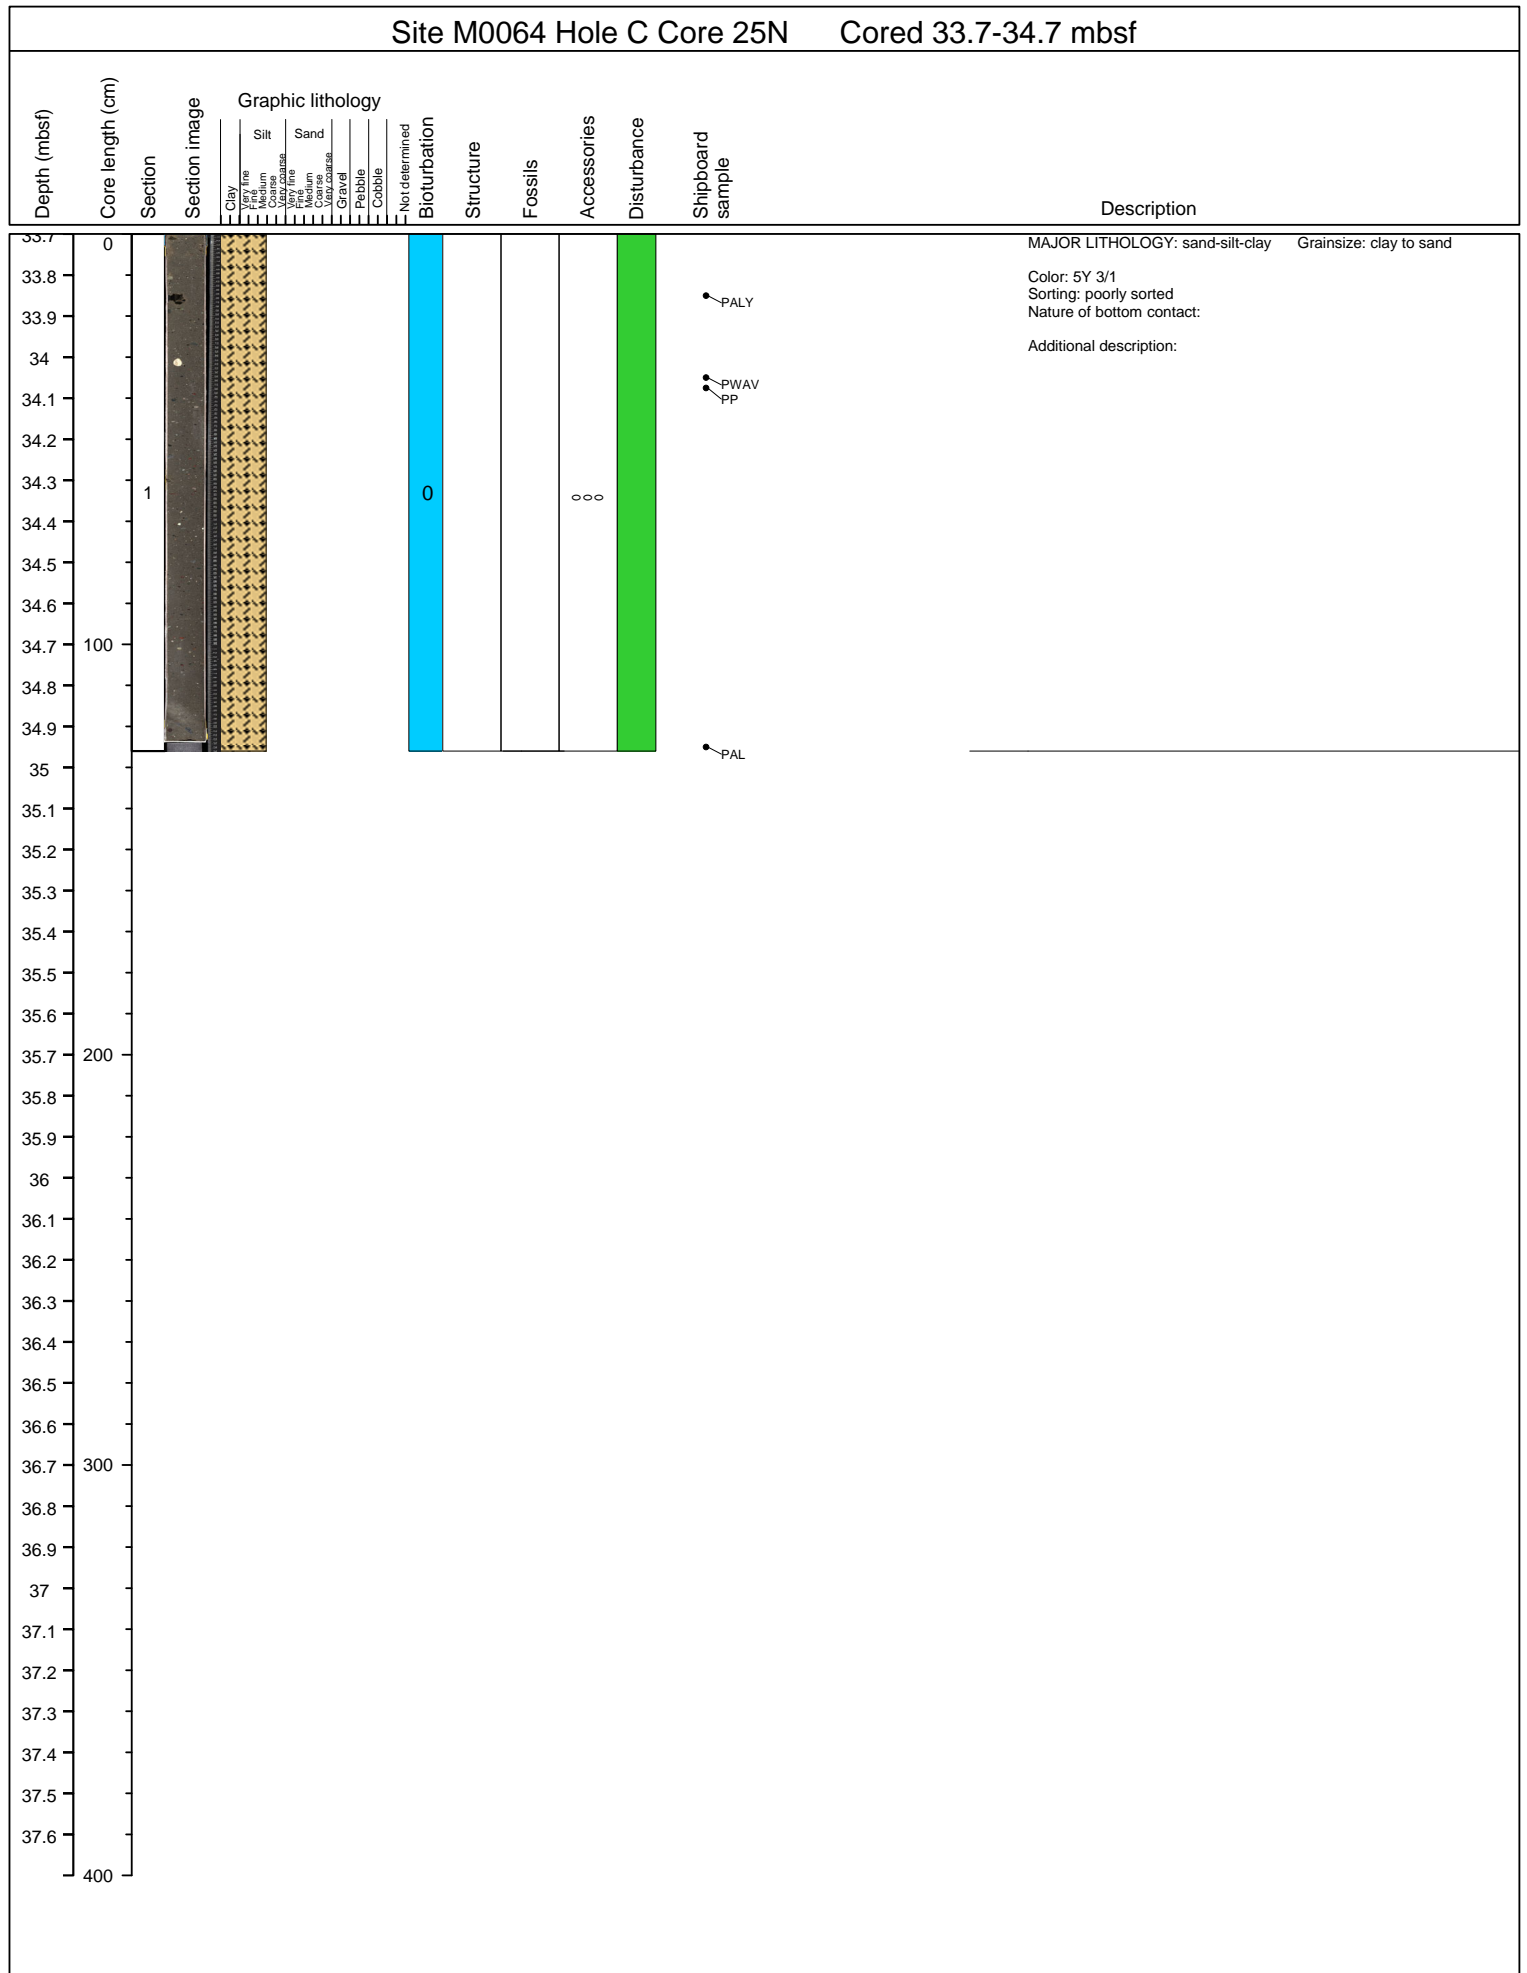 Site M0064 Hole C Core 25N Cored 33.7-34.7 mbsf
Depth (mbsf)
Core length (cm)
Section
Section image
Graphic lithology
Clay
Silt
Very fine
Fine
Medium
Coarse
Very coarse
Sand
Very fine
Fine
Medium
Coarse
Very coarse
Gravel
Pebble
Cobble
Not determined
Bioturbation
Structure
Fossils
Accessories
Disturbance
Shipboard
sample
Description
33.7
33.8
33.9
34
34.1
34.2
34.3
34.4
34.5
34.6
34.7
34.8
34.9
35
35.1
35.2
35.3
35.4
35.5
35.6
35.7
35.8
35.9
36
36.1
36.2
36.3
36.4
36.5
36.6
36.7
36.8
36.9
37
37.1
37.2
37.3
37.4
37.5
37.6
0
100
200
300
400
1
0
PALY
PWAV
PP
PAL
MAJOR LITHOLOGY: sand-silt-clay Grainsize: clay to sand
Color: 5Y 3/1
Sorting: poorly sorted
Nature of bottom contact:
Additional description: